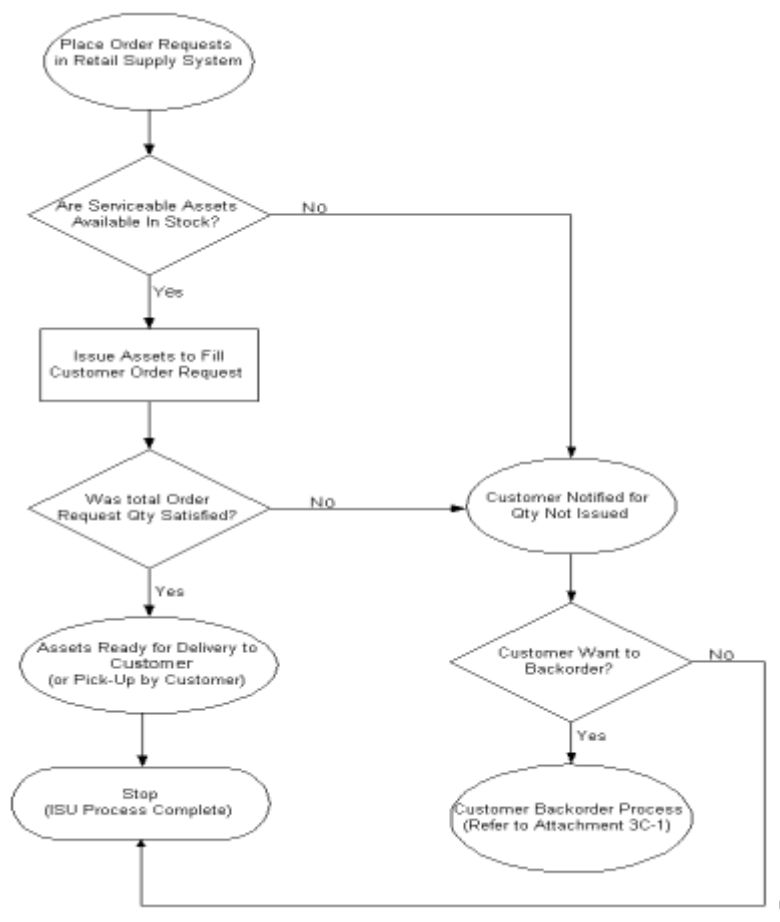 Place Order Requests
in Retail Supply System
Are Serviceable Assets
Available In Stock?
No
Yes
Issue Assets to Fill
Customer Order Request
Was total Order
Request Qty Satisfied?
No
Customer Notified for
Qty Not Issued
Yes
Assets Ready for Delivery to
Customer
(or Pick-Up by Customer)
Customer Want to
Backorder?
No
Yes
Stop
(ISU Process Complete)
Customer Backorder Process
(Refer to Attachment 3C-1)